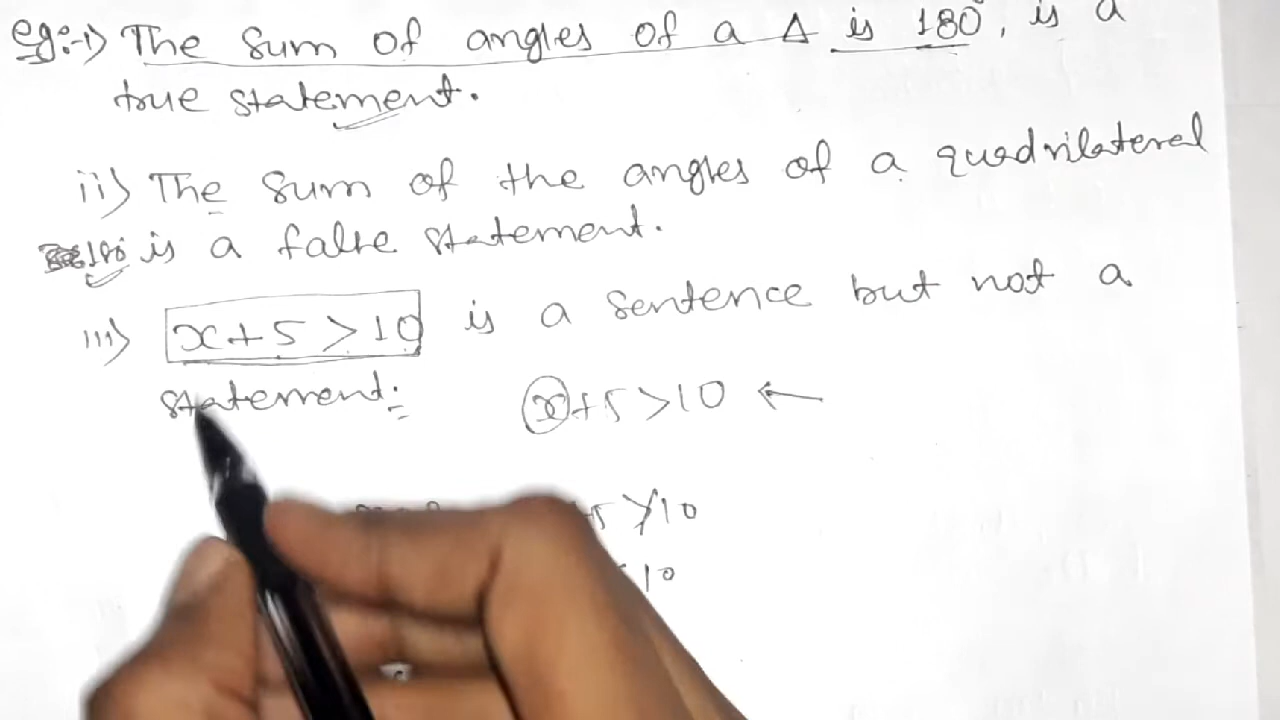 eg:-i) The Sum of angles of a Δ is 180°, is a
true statement.
ii) The Sum of the angles of a quadrilateral
180° is a false statement.
iii) x+5 > 10 is a sentence but not a
statement.
x+5 >10 ←
5 >10
10